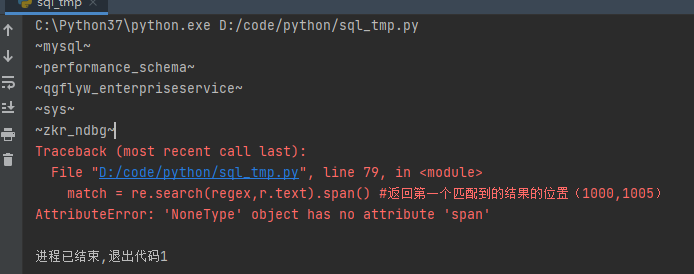 sql_tmp
C:\Python37\python.exe D:/code/python/sql_tmp.py
~mysql~
~performance_schema~
~qgflyw_enterpriseservice~
~sys~
~zkr_ndbg~
Traceback (most recent call last):
File "D:/code/python/sql_tmp.py", line 79, in <module>
match = re.search(regex,r.text).span() #返回第一个匹配到的结果的位置（1000,1005）
AttributeError: 'NoneType' object has no attribute 'span'
进程已结束,退出代码1